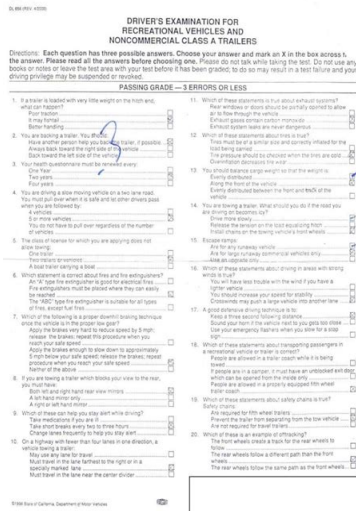 DL 699 (REV. 4/2009)
DRIVER'S EXAMINATION FOR
RECREATIONAL VEHICLES AND
NONCOMMERCIAL CLASS A TRAILERS
Directions: Each question has three possible answers. Choose your answer and mark an X in the box across
the answer. Read all the answers before choosing one. Please do not talk while taking the test. Do not use any
books or notes or leave the test area with your test before it has been graded; to do so may result in a test failure and your
driving privilege may be suspended or revoked.
PASSING GRADE — 3 ERRORS OR LESS
1. If a trailer is loaded with very little weight on the hitch end,
what can happen?
Poor traction
It may fishtail
Better handling
2. You are backing a trailer. You should:
Have another person help you back the trailer, if possible
Always back toward the right side of the vehicle
Back toward the left side of the vehicle
3. Your health questionnaire must be renewed every:
One Year
Two years
Four years
4. You are driving a slow moving vehicle on a two lane road.
You must pull over when it is safe and let other drivers pass
when you are followed by:
4 vehicles
5 or more vehicles
You do not have to pull over regardless of the number
of vehicles
5. The class of license for which you are applying does not
allow towing:
One trailer
Two trailers or vehicles
A boat trailer carrying a boat
6. Which statement is correct about fires and fire extinguishers?
An "A" type fire extinguisher is good for electrical fires
Fire extinguishers must be placed where they can easily
be reached
The "ABC" type fire extinguisher is suitable for all types
of fires, except fuel fires
7. Which of the following is a proper downhill braking technique
once the vehicle is in the proper low gear?
Apply the brakes very hard to reduce speed by 5 mph;
release the brakes; repeat this procedure when you
reach your safe speed
Apply the brakes enough to slow down to approximately
5 mph below your safe speed; release the brakes; repeat
procedure when you reach your safe speed
Neither of the above
8. If you are towing a trailer which blocks your view to the rear,
you must have:
Both left and right hand rear view mirrors
A left hand mirror only
A right or left hand mirror
9. Which of these can help you stay alert while driving?
Take medications if you are ill
Take short breaks every two to three hours
Change lanes frequently to help you stay alert
10. On a highway with fewer than four lanes in one direction, a
vehicle towing a trailer:
May use any lane for travel
Must travel in the lane farthest to the right or in a
specially marked lane
Must travel in the lane near the center divider
11. Which of these statements is true about exhaust systems?
Rear windows or doors should be partially opened to allow
air to flow through the vehicle
Exhaust gases contain carbon monoxide
Exhaust system leaks are never dangerous
12. Which of these statements about tires is true?
Tires must be of a similar size and correctly inflated for the
load being carried
Tire pressure should be checked when the tires are cold
Overinflation decreases tire wear
13. You should balance cargo weight so that the weight is:
Evenly distributed
Along the front of the vehicle
Evenly distributed between the front and back of the
vehicle
14. You are towing a trailer. What should you do if the road you
are driving on becomes icy?
Drive more slowly
Release the tension on the load equalizing hitch
Install chains on the towing vehicle's front wheels
15. Escape ramps:
Are for any runaway vehicle
Are for large runaway commercial vehicles only
16. Which of these statements about driving in areas with strong
winds is true?
You will have less trouble with the wind if you have a
lighter vehicle
You should increase your speed for stability
Crosswinds may push a large vehicle into another lane
17. A good defensive driving technique is to:
Keep a three second following distance
Sound your horn if the vehicle next to you gets too close
Use your emergency flashers when you slow for a stop
sign
18. Which of these statements about transporting passengers in
a recreational vehicle or trailer is correct?
People are allowed in a trailer coach while it is being
towed
If people are in a camper, it must have an unblocked exit door
which can be opened from the inside only
People are allowed in a properly equipped fifth wheel
trailer coach
19. Which of these statements about safety chains is true?
Safety chains:
Are required for fifth wheel trailers
Prevent the trailer from separating from the tow vehicle
Are not required for travel trailers
20. Which of these is an example of offtracking?
The front wheels create a track for the rear wheels to
follow
The rear wheels follow a different path than the front
wheels
The rear wheels follow the same path as the front wheels
State of California, Department of Motor Vehicles